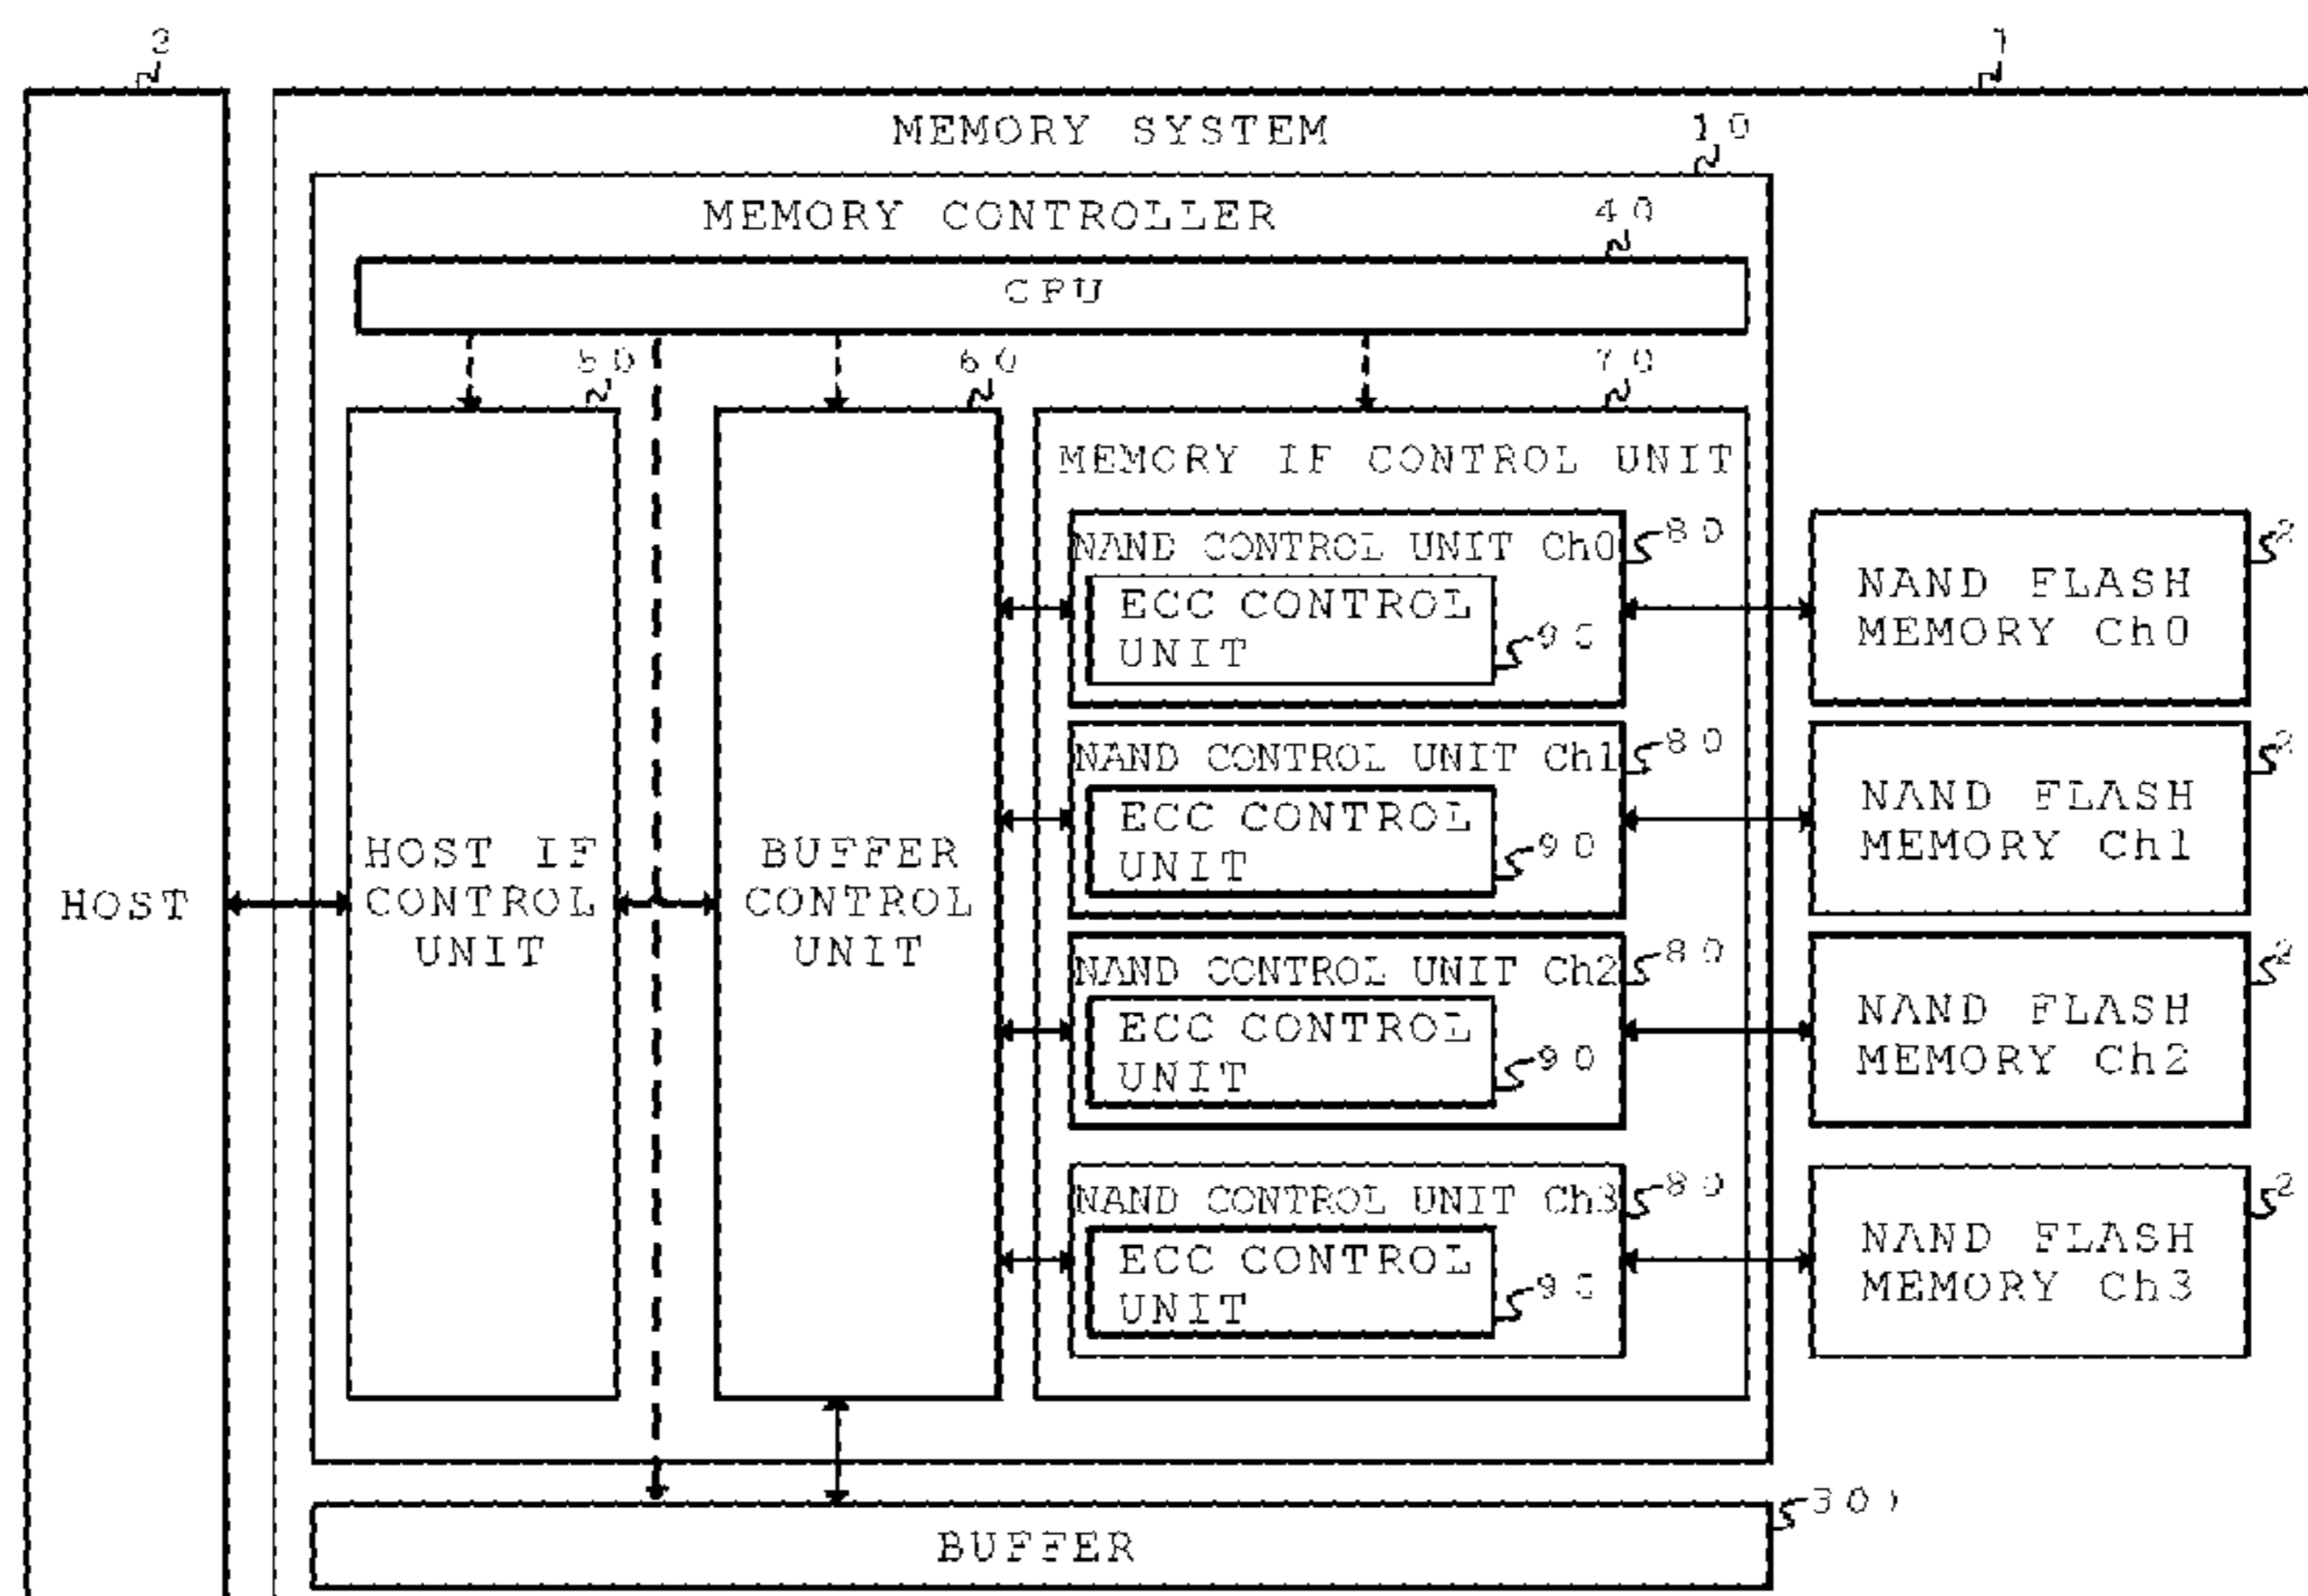 2
1
MEMORY SYSTEM
10
MEMORY CONTROLLER
40
CPU
50
60
70
MEMORY IF CONTROL UNIT
NAND CONTROL UNIT Ch0
80
ECC CONTROL
UNIT
90
NAND FLASH
MEMORY Ch0
2
NAND CONTROL UNIT Ch1
80
ECC CONTROL
UNIT
90
NAND FLASH
MEMORY Ch1
2
HOST
HOST IF
CONTROL
UNIT
BUFFER
CONTROL
UNIT
NAND CONTROL UNIT Ch2
80
ECC CONTROL
UNIT
90
NAND FLASH
MEMORY Ch2
2
NAND CONTROL UNIT Ch3
80
ECC CONTROL
UNIT
90
NAND FLASH
MEMORY Ch3
2
BUFFER
30